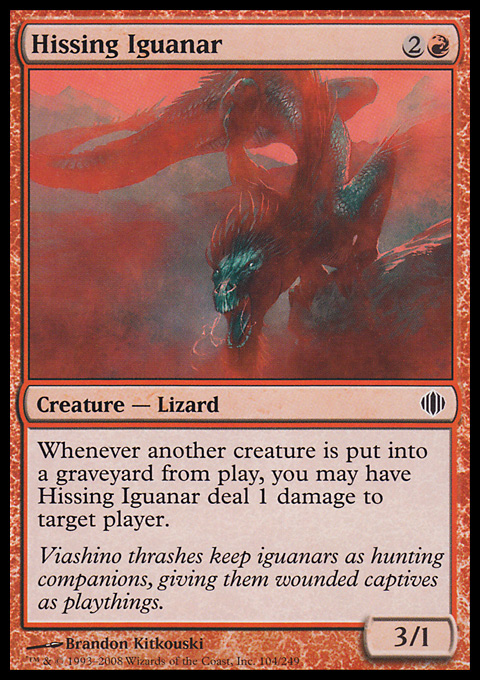 Hissing Iguanar 2
Creature — Lizard
Whenever another creature is put into
a graveyard from play, you may have
Hissing Iguanar deal 1 damage to
target player.
Viashino thrashes keep iguanars as hunting
companions, giving them wounded captives
as playthings.
3/1
Brandon Kitkouski
™ & © 1993–2008 Wizards of the Coast, Inc. 104/249